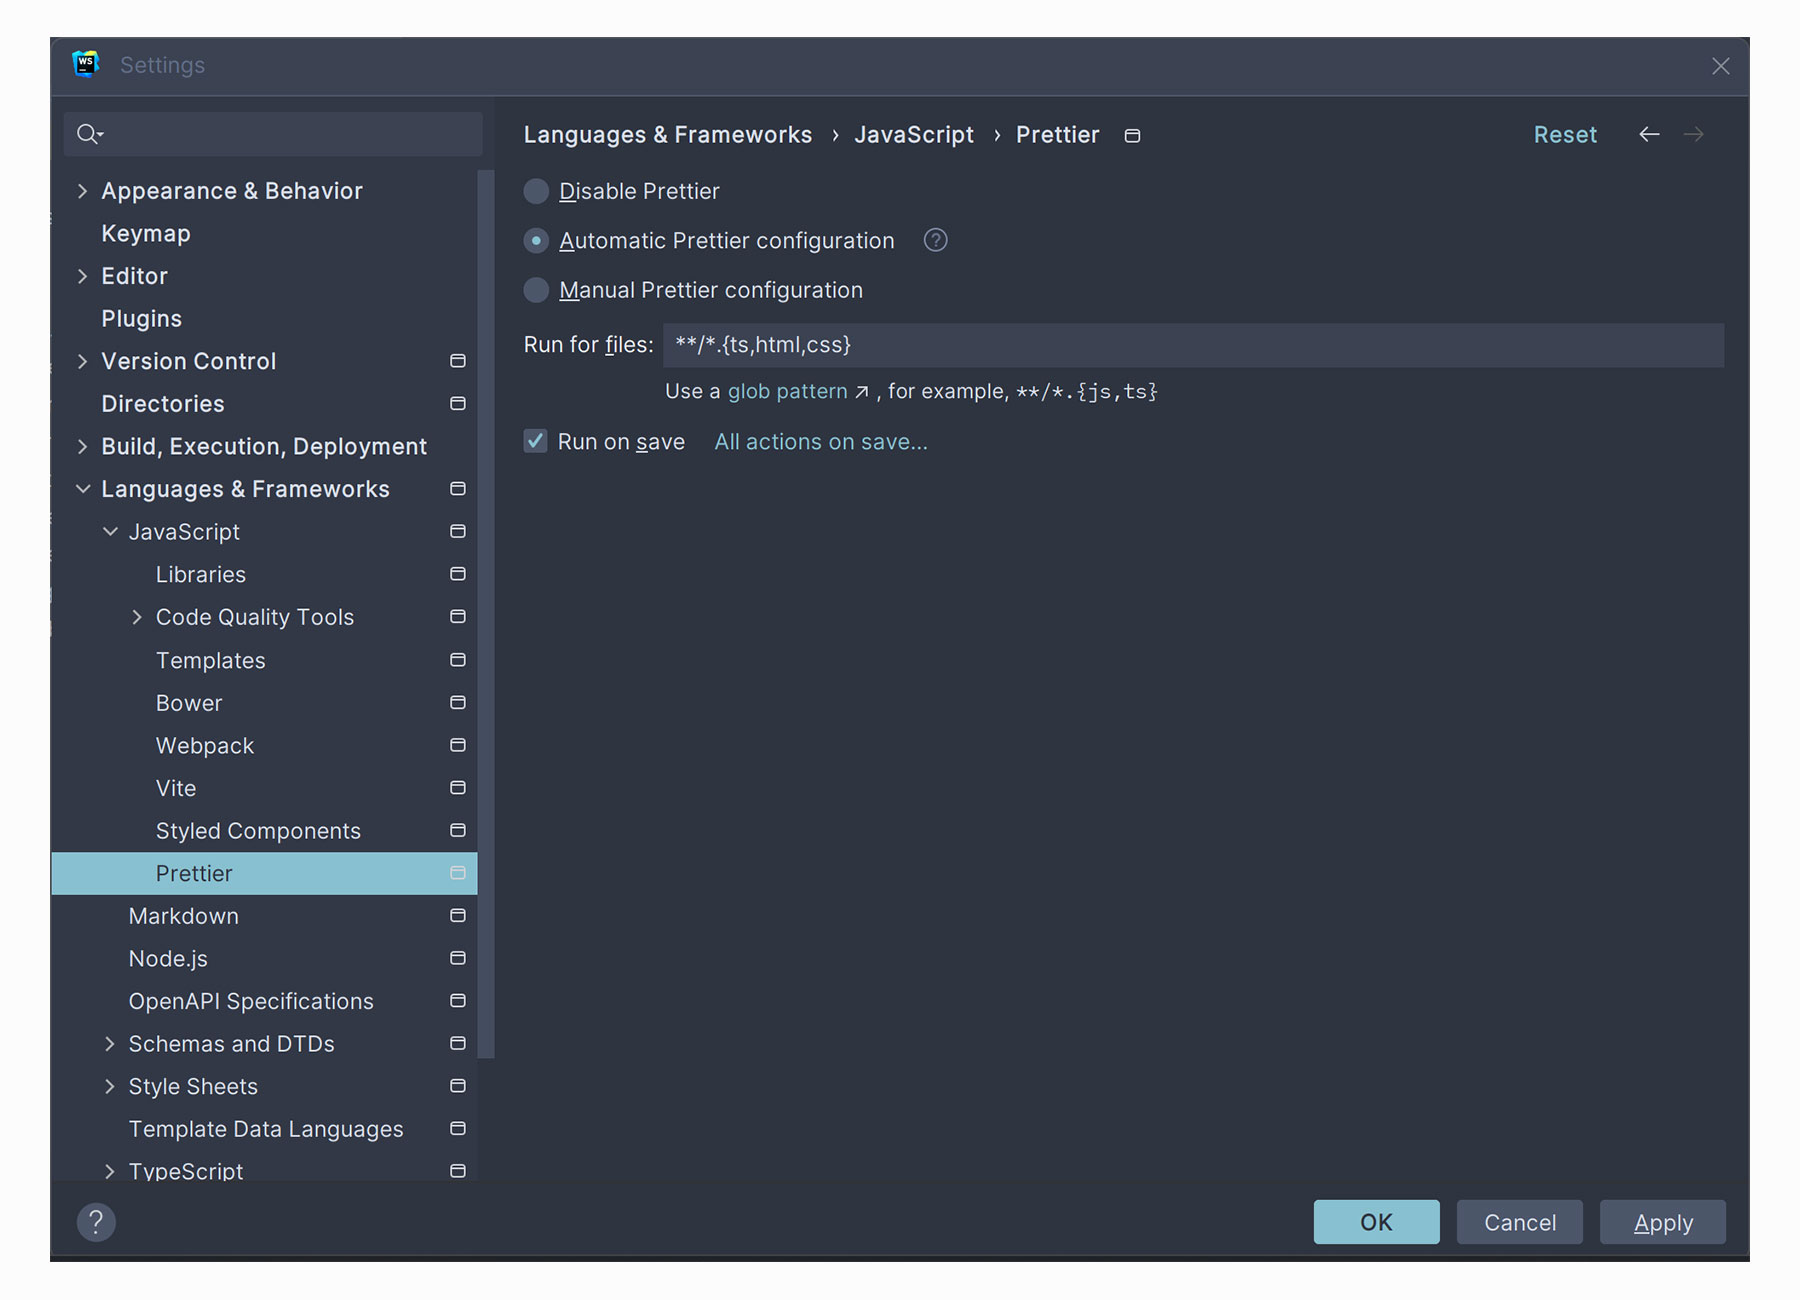 WS
Settings
Languages & Frameworks › JavaScript › Prettier
Reset
Appearance & Behavior
Keymap
Editor
Plugins
Version Control
Directories
Build, Execution, Deployment
Languages & Frameworks
JavaScript
Libraries
Code Quality Tools
Templates
Bower
Webpack
Vite
Styled Components
Prettier
Markdown
Node.js
OpenAPI Specifications
Schemas and DTDs
Style Sheets
Template Data Languages
TypeScript
Disable Prettier
Automatic Prettier configuration ?
Manual Prettier configuration
Run for files: **/*.{ts,html,css}
Use a glob pattern ↗ , for example, **/*.{js,ts}
Run on save All actions on save...
?
OK Cancel Apply